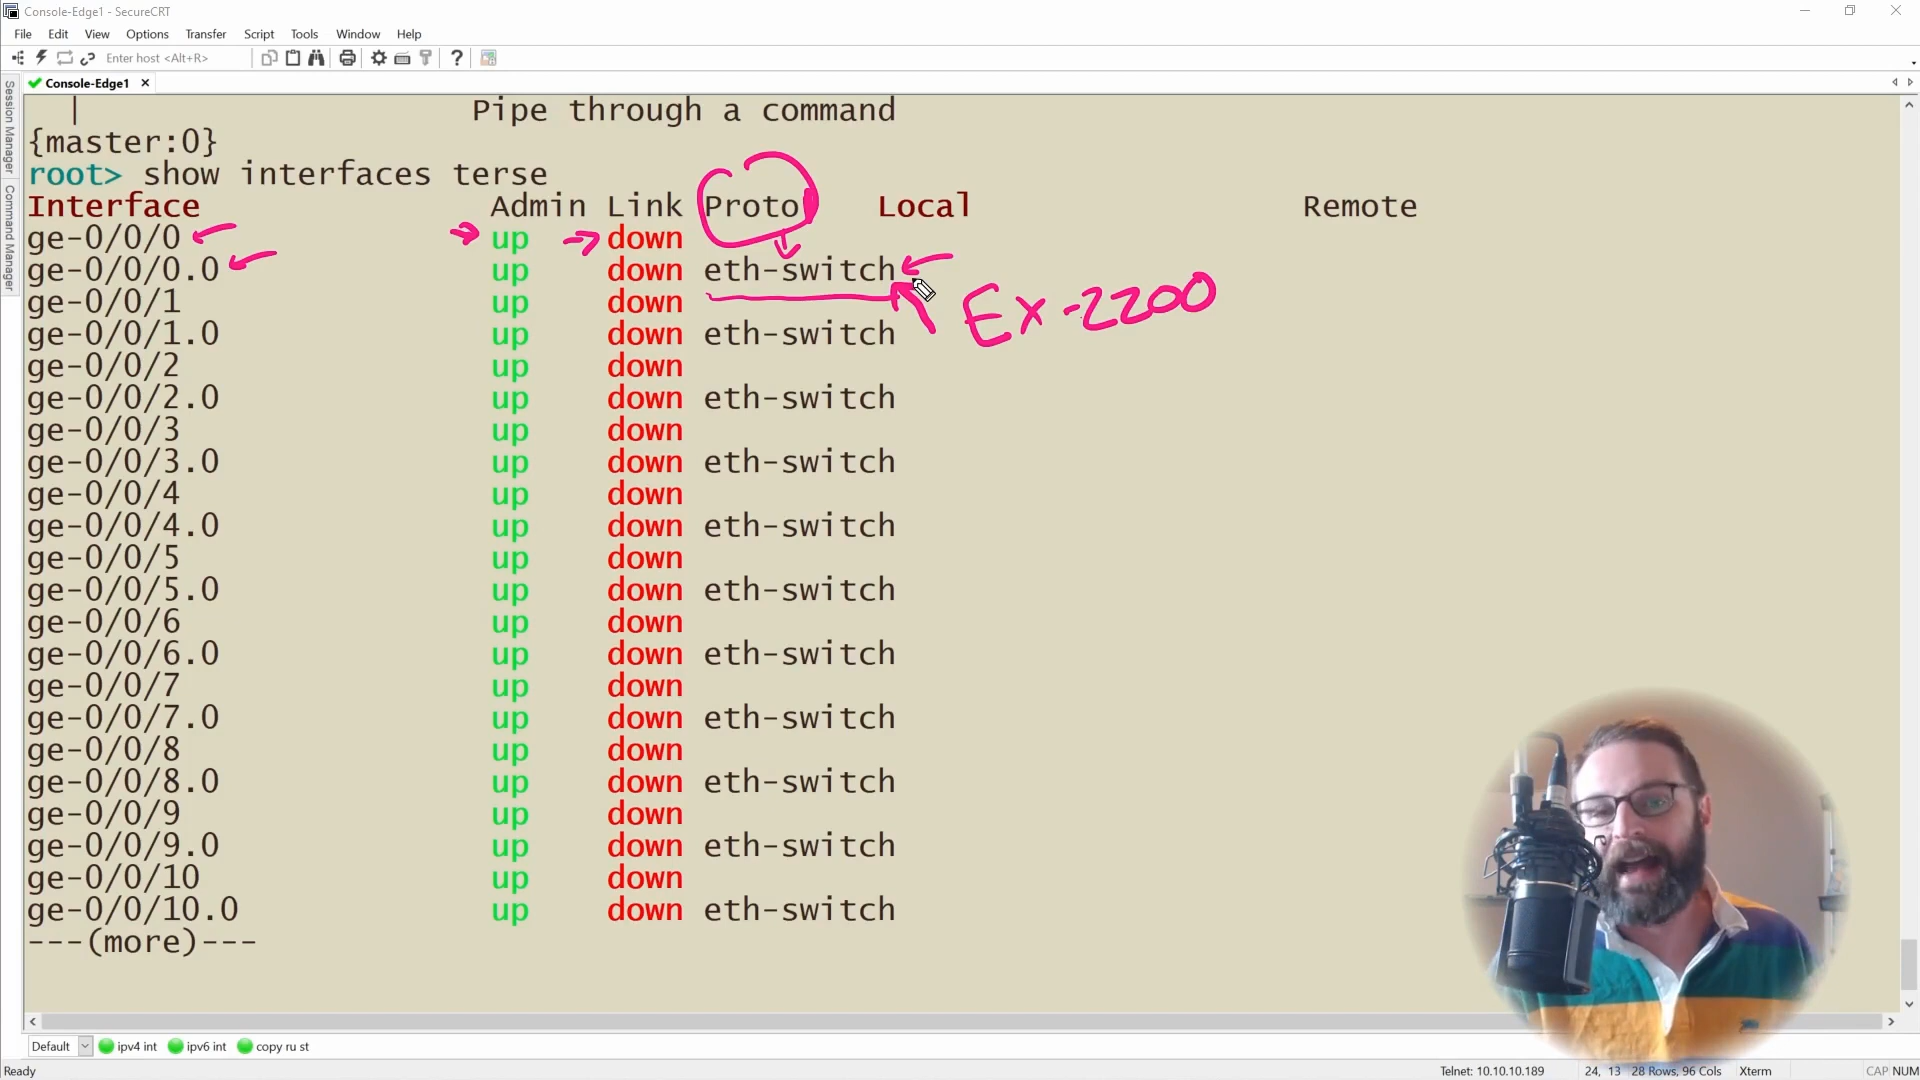 Console-Edge1 - SecureCRT
File Edit View Options Transfer Script Tools Window Help
Enter host <Alt+R>
Console-Edge1
Session Manager
Command Manager
| Pipe through a command
{master:0}
root> show interfaces terse
Interface Admin Link Proto Local Remote
ge-0/0/0 up down
ge-0/0/0.0 up down eth-switch
Ex-2200
ge-0/0/1 up down
ge-0/0/1.0 up down eth-switch
ge-0/0/2 up down
ge-0/0/2.0 up down eth-switch
ge-0/0/3 up down
ge-0/0/3.0 up down eth-switch
ge-0/0/4 up down
ge-0/0/4.0 up down eth-switch
ge-0/0/5 up down
ge-0/0/5.0 up down eth-switch
ge-0/0/6 up down
ge-0/0/6.0 up down eth-switch
ge-0/0/7 up down
ge-0/0/7.0 up down eth-switch
ge-0/0/8 up down
ge-0/0/8.0 up down eth-switch
ge-0/0/9 up down
ge-0/0/9.0 up down eth-switch
ge-0/0/10 up down
ge-0/0/10.0 up down eth-switch
---(more)---
Default ipv4 int ipv6 int copy ru st
Ready Telnet: 10.10.10.189 24, 13 28 Rows, 96 Cols Xterm CAP NUM